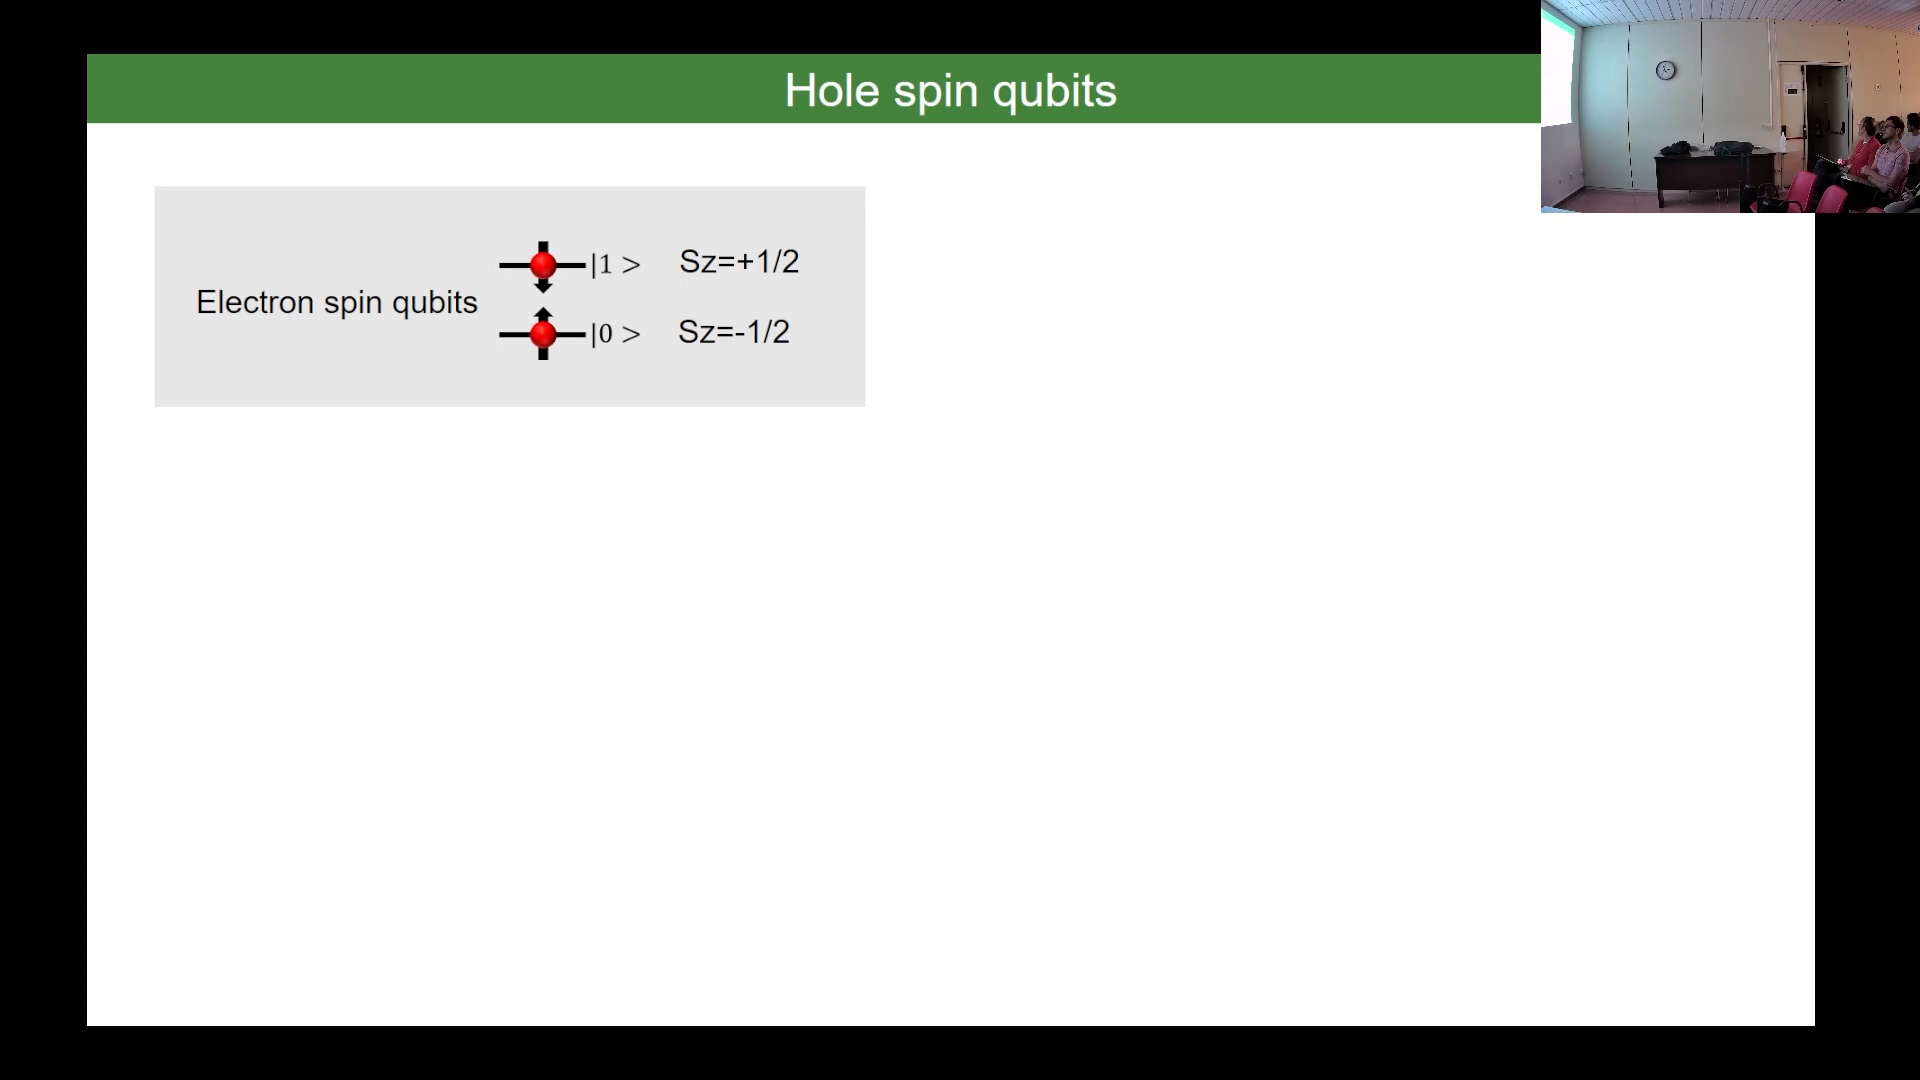 Hole spin qubits
|1 > Sz=+1/2
Electron spin qubits
|0 > Sz=-1/2